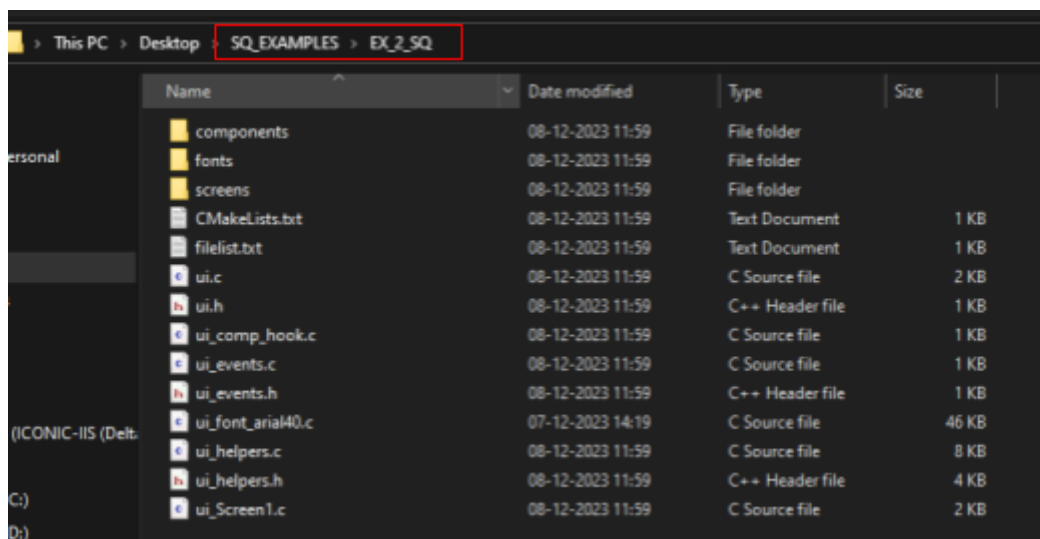 This PC > Desktop > SQ_EXAMPLES > EX_2_SQ
Name Date modified Type Size
components 08-12-2023 11:59 File folder
ersonal
fonts 08-12-2023 11:59 File folder
screens 08-12-2023 11:59 File folder
CMakeLists.txt 08-12-2023 11:59 Text Document 1 KB
filelist.txt 08-12-2023 11:59 Text Document 1 KB
ui.c 08-12-2023 11:59 C Source file 2 KB
ui.h 08-12-2023 11:59 C++ Header file 1 KB
ui_comp_hook.c 08-12-2023 11:59 C Source file 1 KB
ui_events.c 08-12-2023 11:59 C Source file 1 KB
ui_events.h 08-12-2023 11:59 C++ Header file 1 KB
ui_font_arial40.c 07-12-2023 14:19 C Source file 46 KB
(ICONIC-IIS (Delt
ui_helpers.c 08-12-2023 11:59 C Source file 8 KB
ui_helpers.h 08-12-2023 11:59 C++ Header file 4 KB
C:)
ui_Screen1.c 08-12-2023 11:59 C Source file 2 KB
D:)